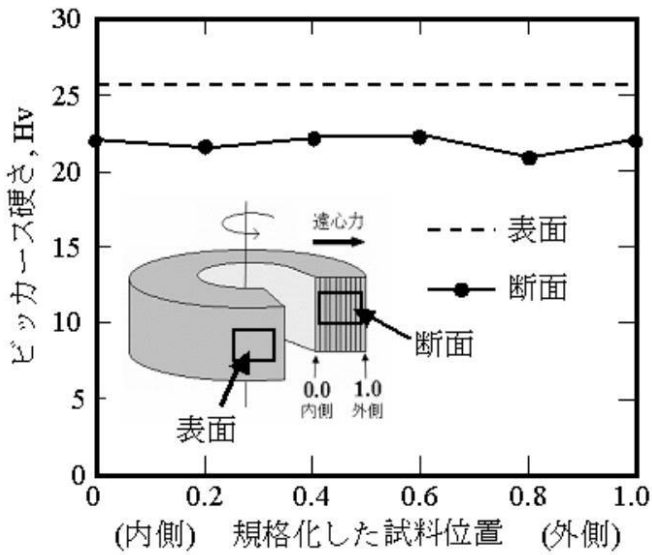 30
25
20
15
10
5
0
ビッカース硬さ, Hv
遠心力
表面
断面
断面
0.0
1.0
内側
外側
表面
0
0.2
0.4
0.6
0.8
1.0
(内側) 規格化した試料位置 (外側)